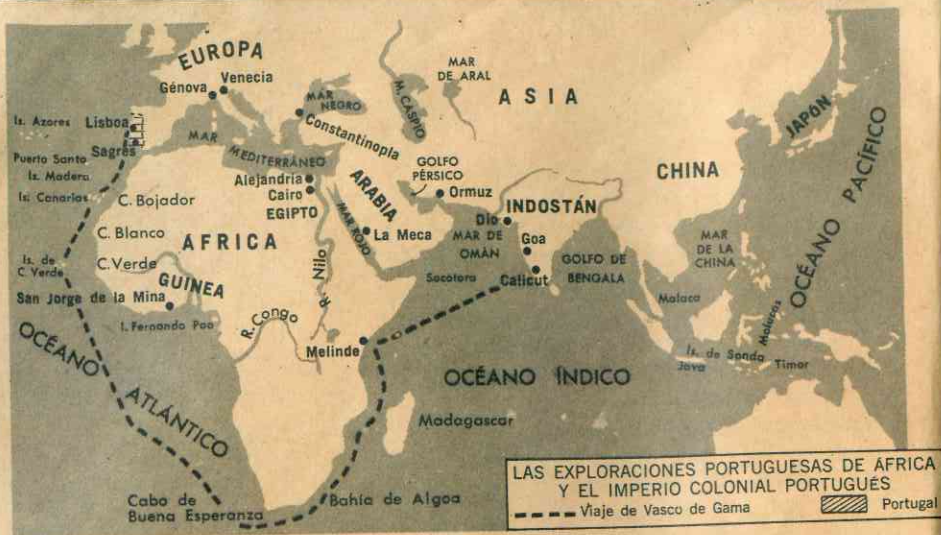 EUROPA
Génova
Venecia
MAR
DE ARAL
MAR
NEGRO
M. CASPIO
ASIA
JAPÓN
Is. Azores
Lisboa
Constantinopla
Sagres
MAR
MEDITERRÁNEO
Puerto Santo
Iz. Madera
Is. Canarias
C. Bojador
Alejandría
Cairo
EGIPTO
GOLFO
PÉRSICO
Ormuz
ARABIA
CHINA
OCÉANO PACÍFICO
INDOSTÁN
Dio
C. Blanco
AFRICA
MAR ROJO
La Meca
MAR DE
OMÁN
Goa
MAR
DE LA
CHINA
Is. de
C. Verde
C. Verde
R. Nilo
Socotora
Calicut
GOLFO DE
BENGALA
GUINEA
San Jorge de la Mina
Malaca
Malucas
I. Fernando Poo
R. Congo
Melinde
Is. de Sonda
Java
Timor
OCÉANO
ATLÁNTICO
OCÉANO ÍNDICO
Madagascar
Cabo de
Buena Esperanza
Bahía de Algoa
LAS EXPLORACIONES PORTUGUESAS DE ÁFRICA
Y EL IMPERIO COLONIAL PORTUGUÉS
Viaje de Vasco de Gama
Portugal